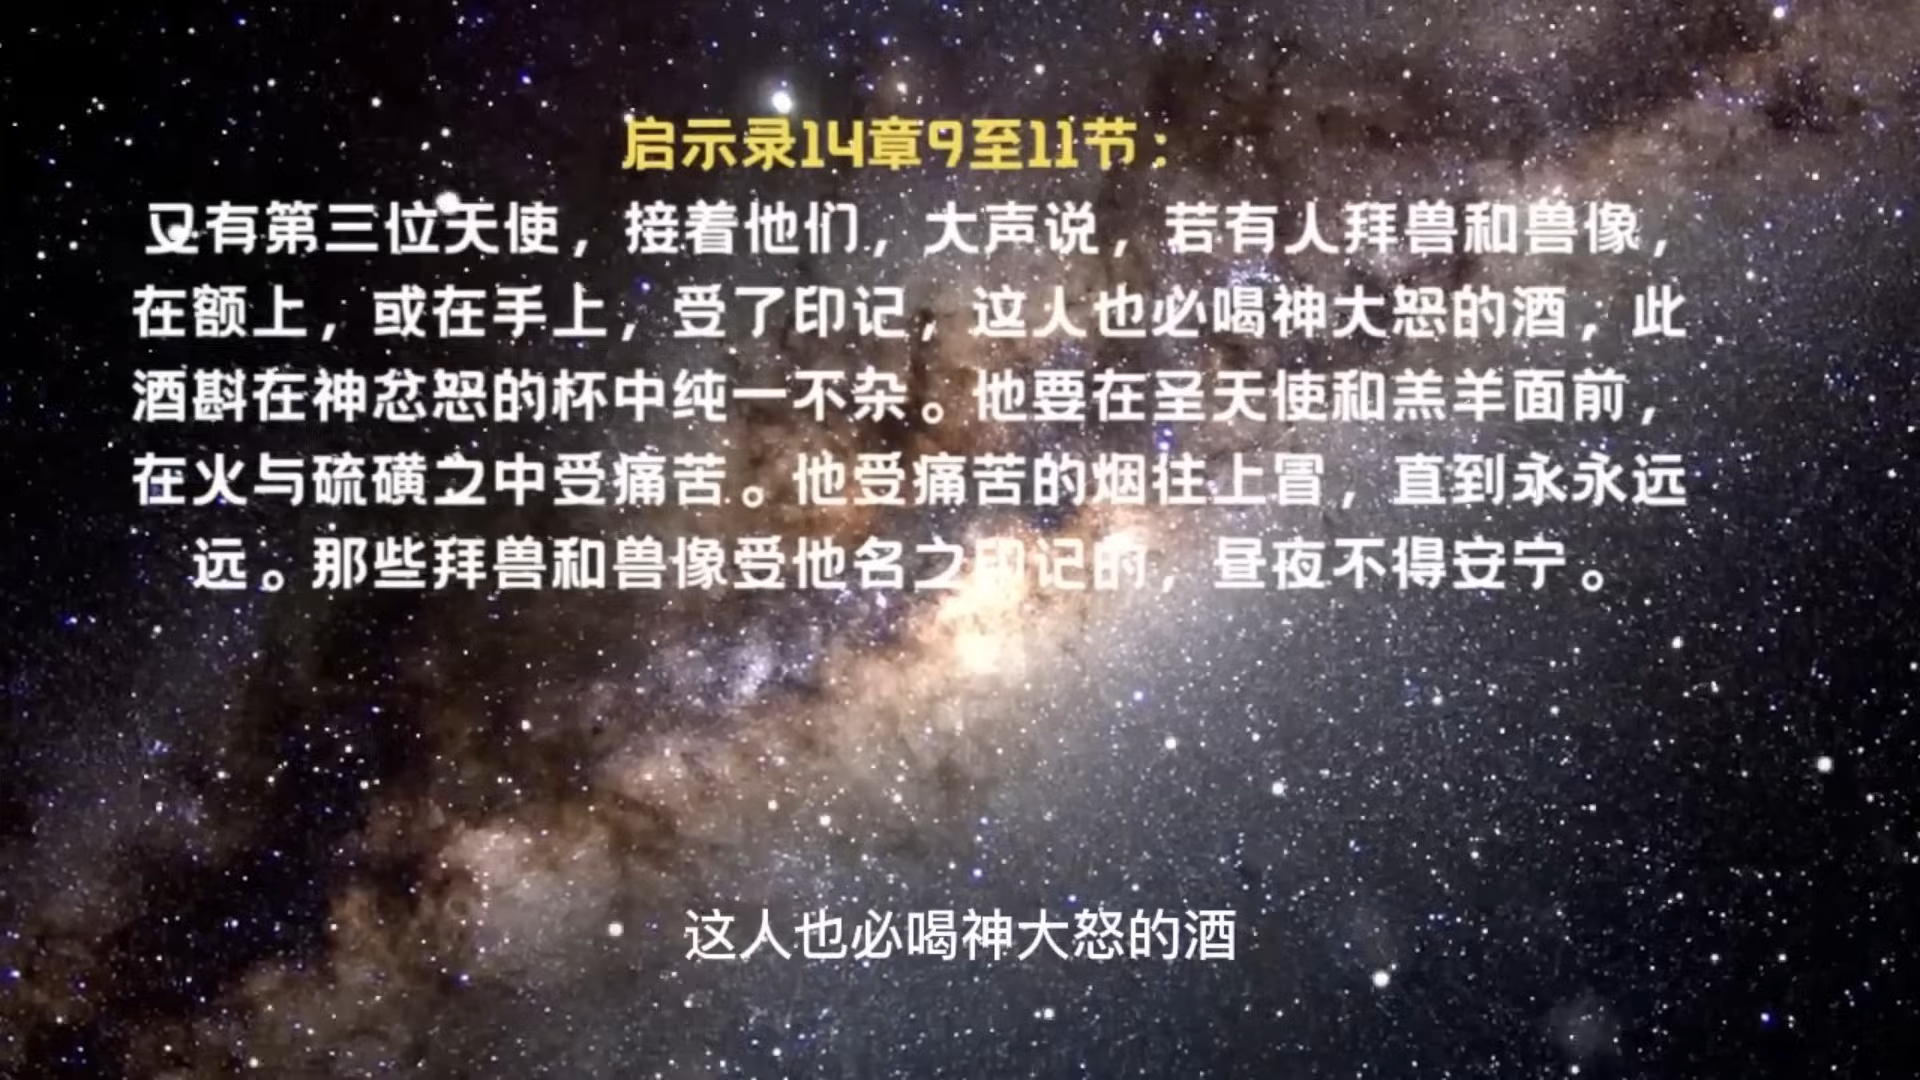 启示录14章9至11节：
又有第三位天使，接着他们，大声说，若有人拜兽和兽像，
在额上，或在手上，受了印记，这人也必喝神大怒的酒，此
酒斟在神忿怒的杯中纯一不杂。他要在圣天使和羔羊面前，
在火与硫磺之中受痛苦。他受痛苦的烟往上冒，直到永永远
远。那些拜兽和兽像受他名之印记的，昼夜不得安宁。
这人也必喝神大怒的酒